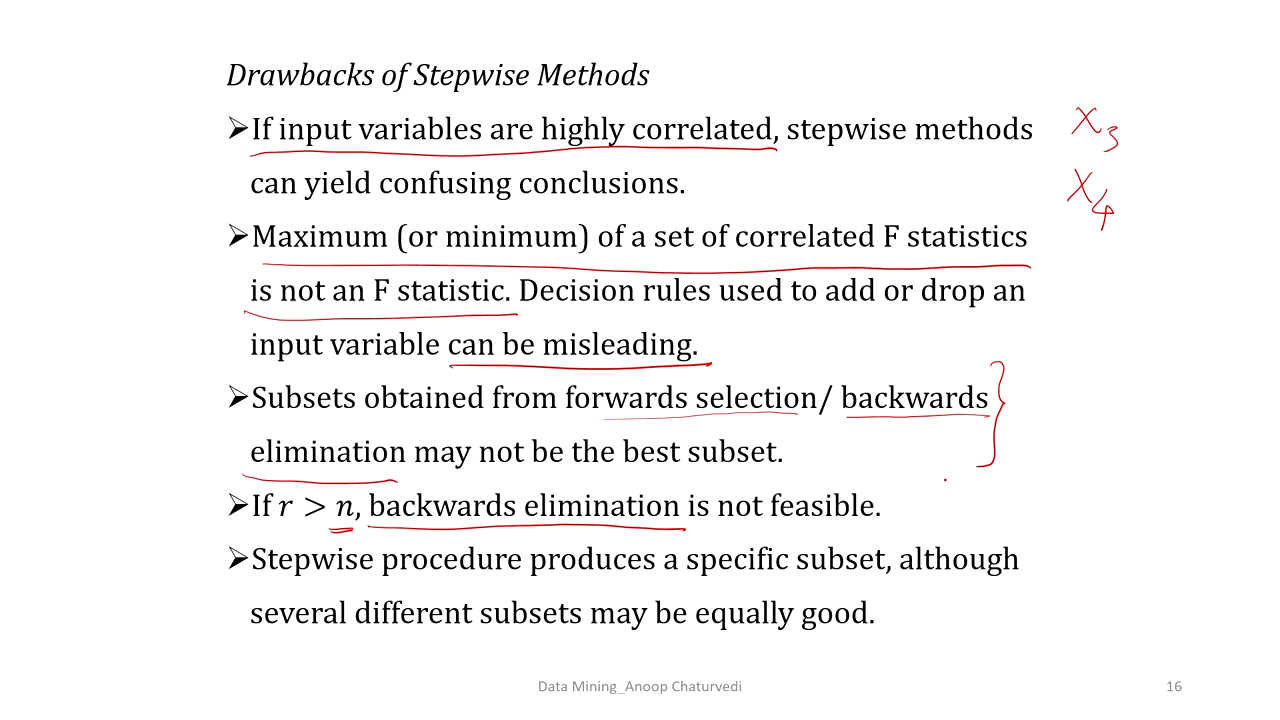 Drawbacks of Stepwise Methods
➢If input variables are highly correlated, stepwise methods
can yield confusing conclusions.
➢Maximum (or minimum) of a set of correlated F statistics
is not an F statistic. Decision rules used to add or drop an
input variable can be misleading.
➢Subsets obtained from forwards selection/ backwards
elimination may not be the best subset.
➢If r > n, backwards elimination is not feasible.
➢Stepwise procedure produces a specific subset, although
several different subsets may be equally good.
X3
X4
Data Mining_Anoop Chaturvedi
16